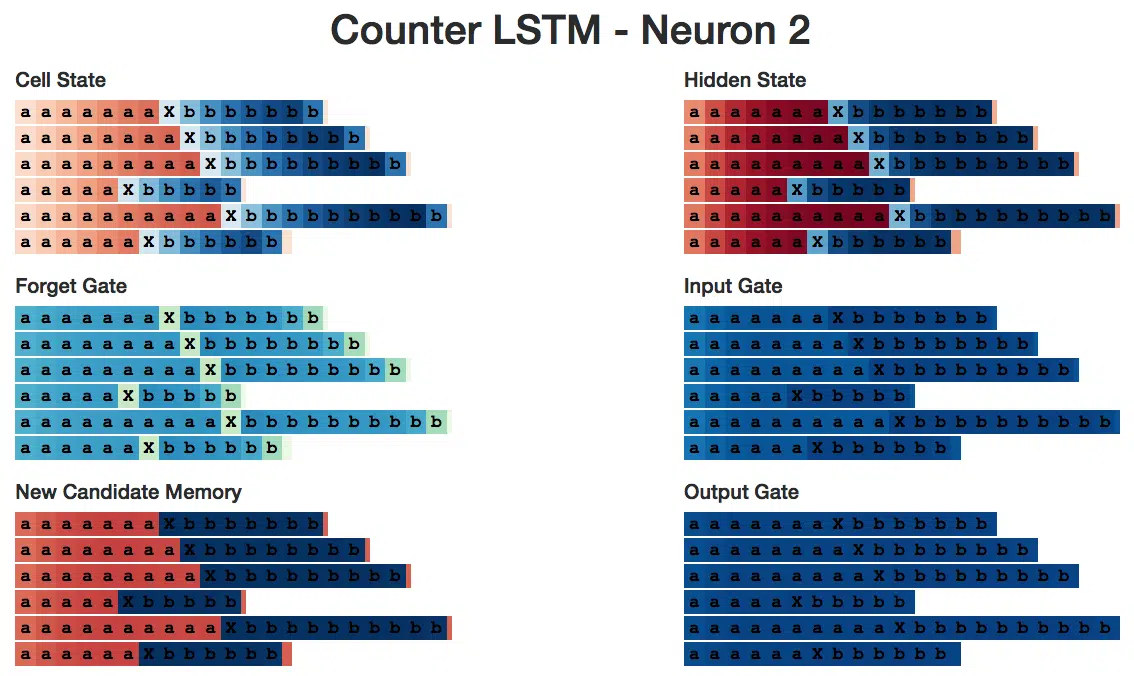 Counter LSTM - Neuron 2
Cell State
a a a a a a a X b b b b b b b
a a a a a a a a X b b b b b b b b
a a a a a a a a a X b b b b b b b b b
a a a a a X b b b b b
a a a a a a a a a a X b b b b b b b b b b
a a a a a a X b b b b b b
Hidden State
a a a a a a a X b b b b b b b
a a a a a a a a X b b b b b b b b
a a a a a a a a a X b b b b b b b b b
a a a a a X b b b b b
a a a a a a a a a a X b b b b b b b b b b
a a a a a a X b b b b b b
Forget Gate
a a a a a a a X b b b b b b b
a a a a a a a a X b b b b b b b b
a a a a a a a a a X b b b b b b b b b
a a a a a X b b b b b
a a a a a a a a a a X b b b b b b b b b b
a a a a a a X b b b b b b
Input Gate
a a a a a a a X b b b b b b b
a a a a a a a a X b b b b b b b b
a a a a a a a a a X b b b b b b b b b
a a a a a X b b b b b
a a a a a a a a a a X b b b b b b b b b b
a a a a a a X b b b b b b
New Candidate Memory
a a a a a a a X b b b b b b b
a a a a a a a a X b b b b b b b b
a a a a a a a a a X b b b b b b b b b
a a a a a X b b b b b
a a a a a a a a a a X b b b b b b b b b b
a a a a a a X b b b b b b
Output Gate
a a a a a a a X b b b b b b b
a a a a a a a a X b b b b b b b b
a a a a a a a a a X b b b b b b b b b
a a a a a X b b b b b
a a a a a a a a a a X b b b b b b b b b b
a a a a a a X b b b b b b